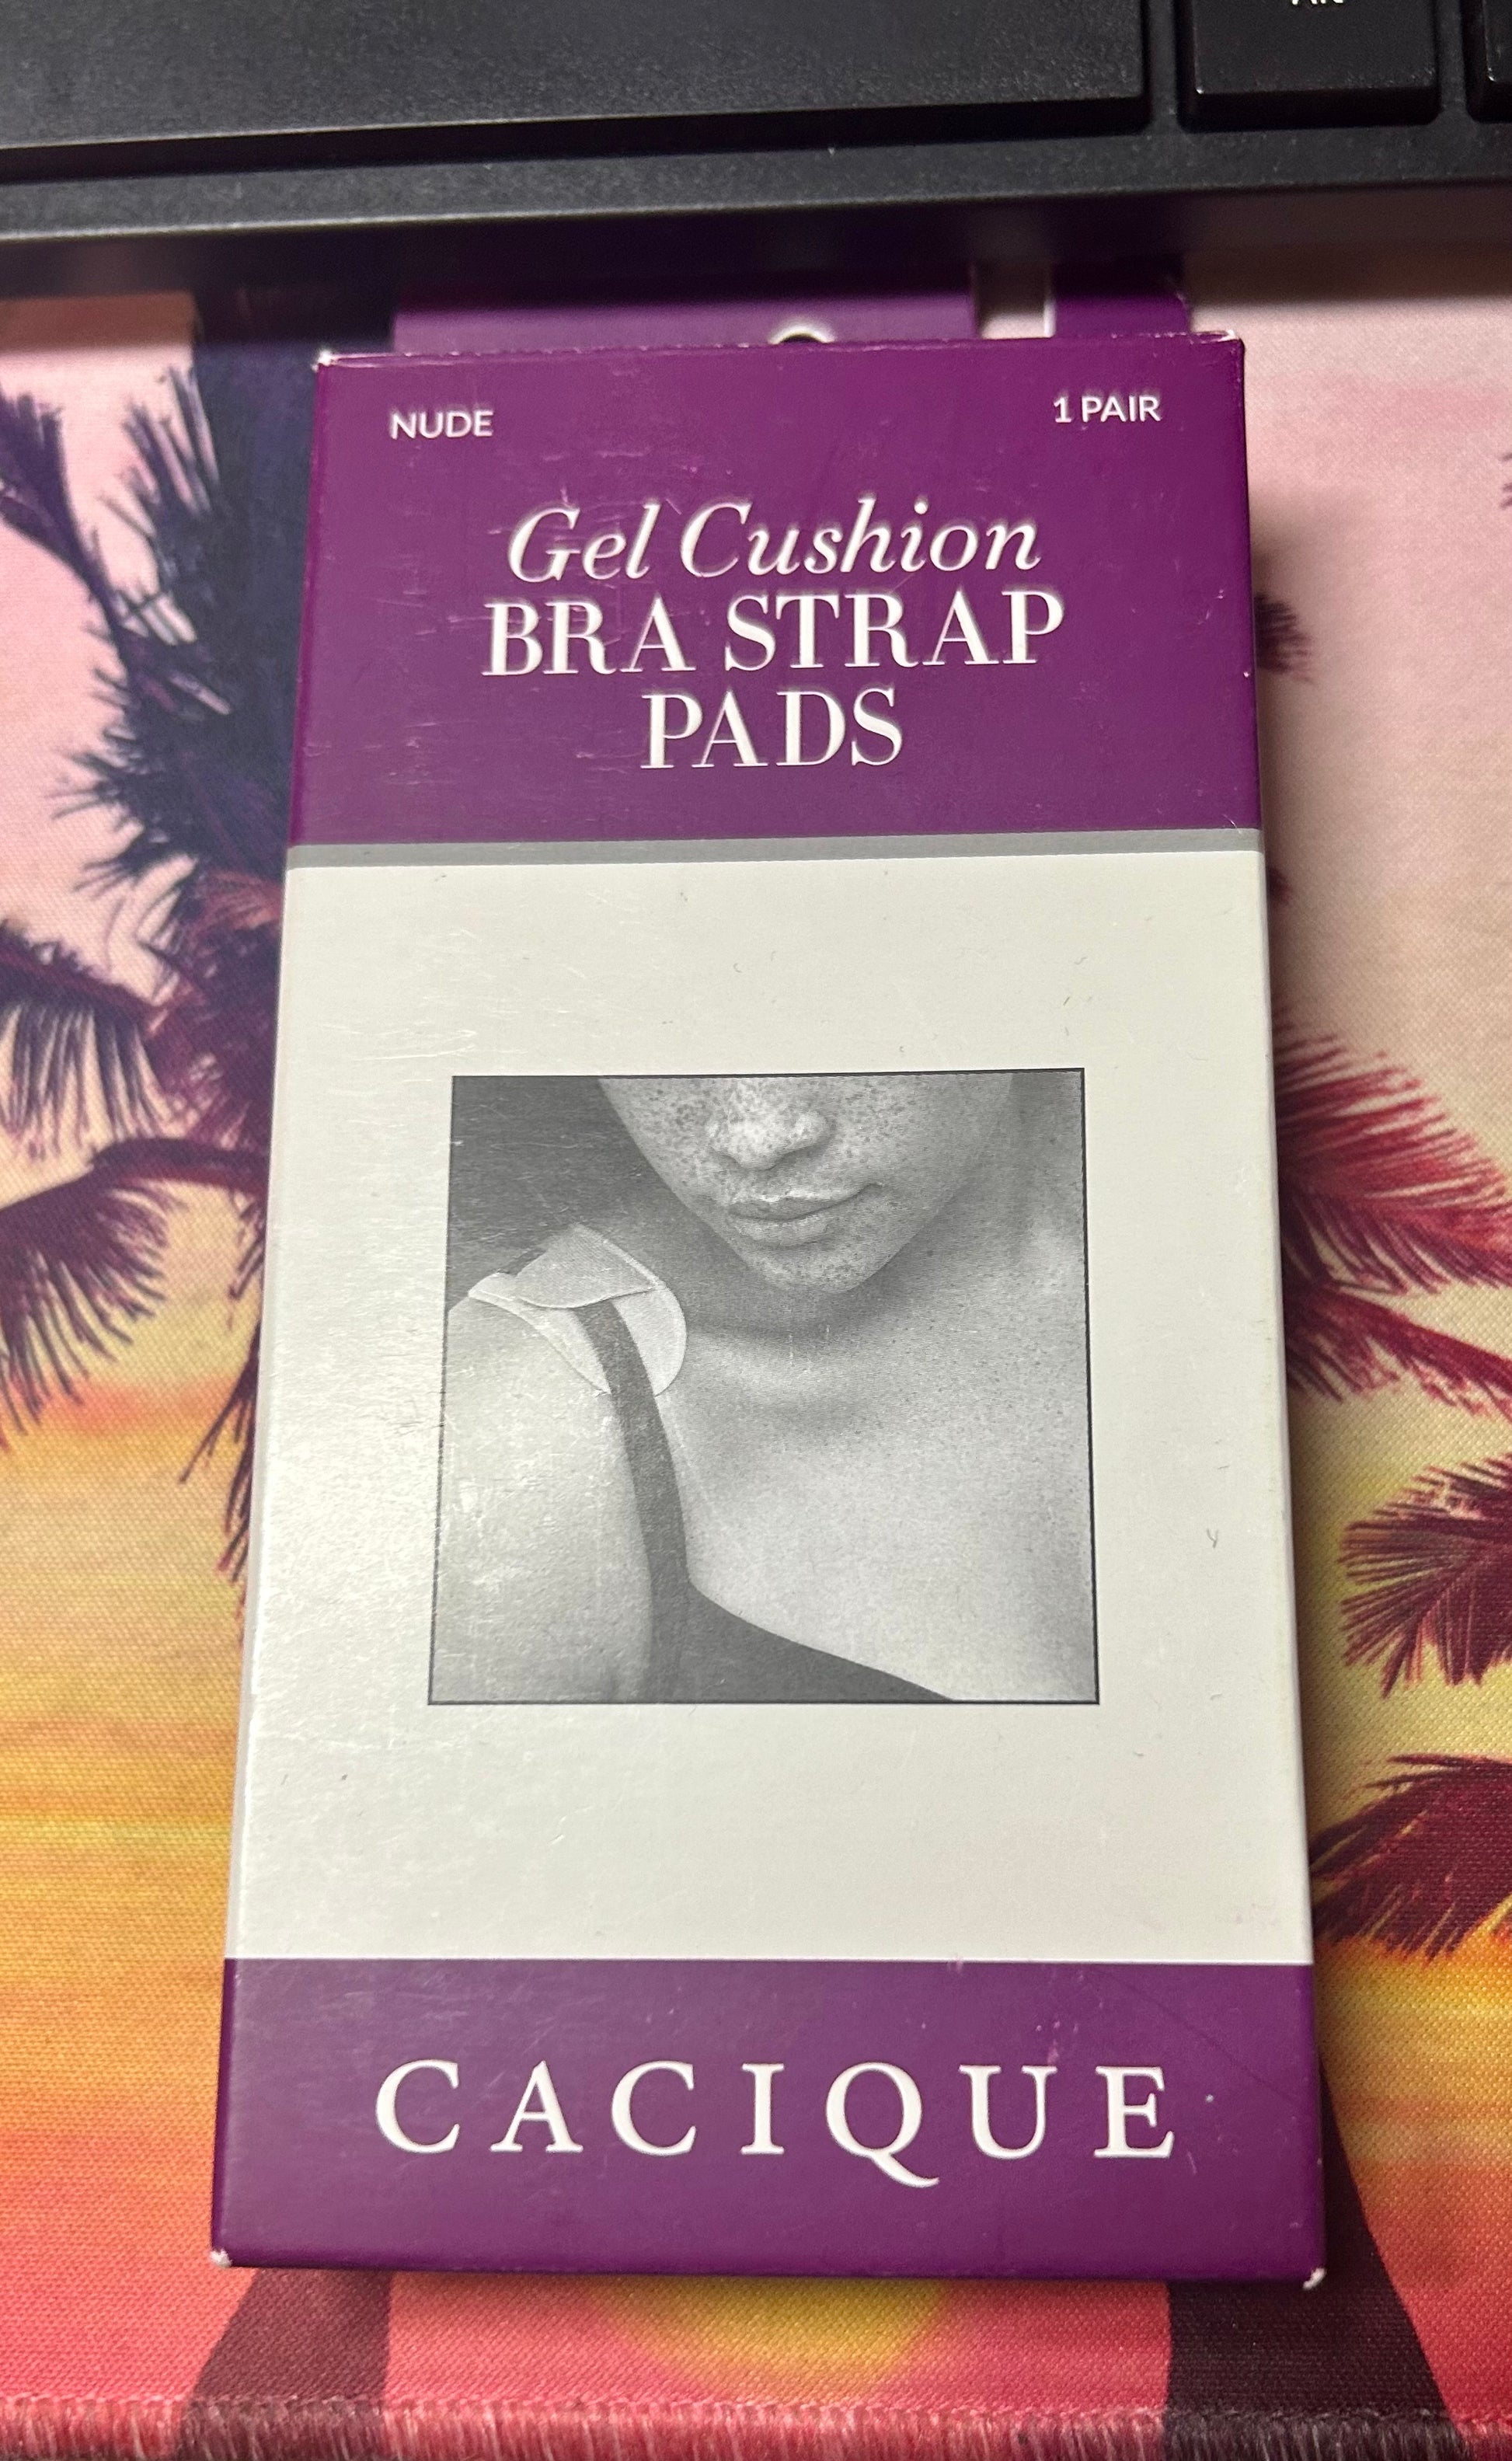 NUDE
1 PAIR
Gel Cushion
BRA STRAP
PADS
CACIQUE